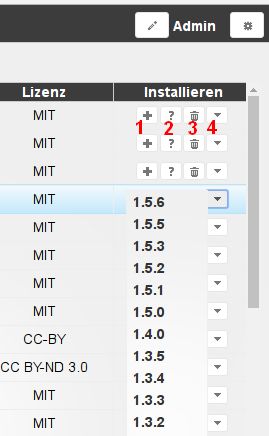 Admin
Lizenz Installieren
MIT + ?
1 2 3 4
MIT + ?
MIT + ?
MIT 1.5.6
MIT 1.5.5
MIT 1.5.3
MIT 1.5.2
MIT 1.5.1
MIT 1.5.0
CC-BY 1.4.0
CC BY-ND 3.0 1.3.5
1.3.4
MIT 1.3.3
MIT 1.3.2